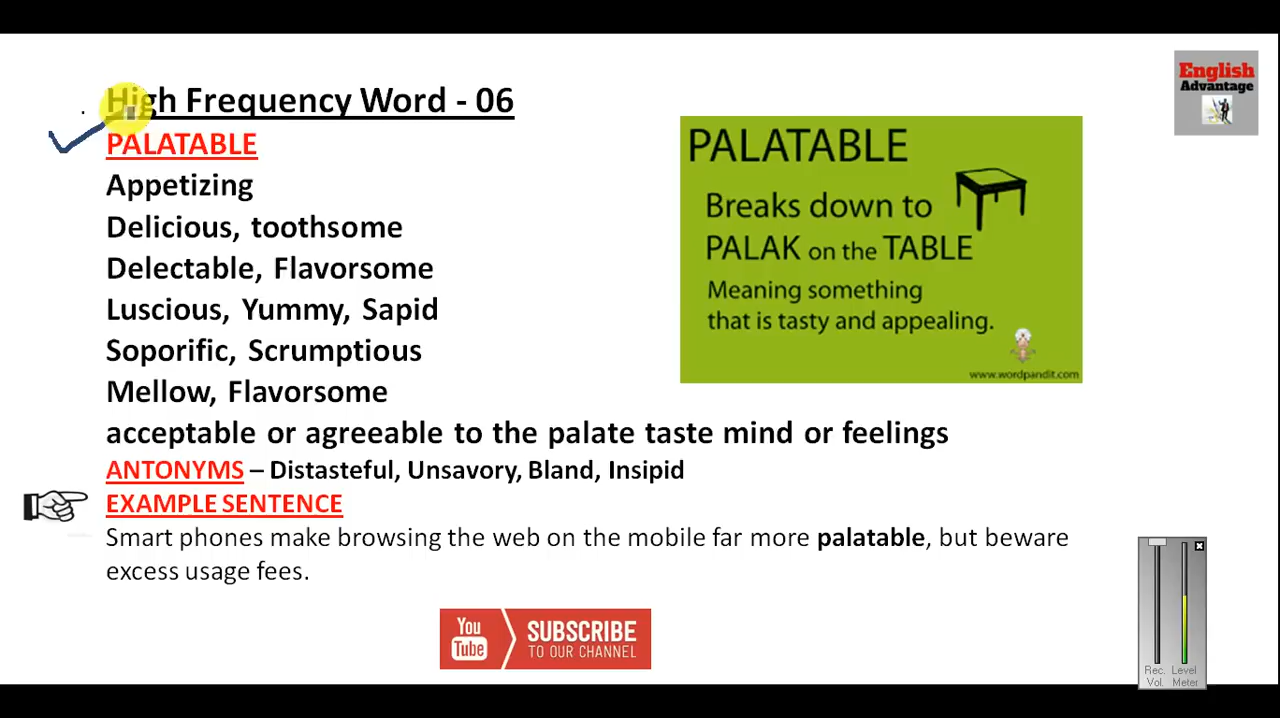 English
Advantage
High Frequency Word - 06
PALATABLE
Appetizing
Delicious, toothsome
Delectable, Flavorsome
Luscious, Yummy, Sapid
Soporific, Scrumptious
Mellow, Flavorsome
acceptable or agreeable to the palate taste mind or feelings
ANTONYMS – Distasteful, Unsavory, Bland, Insipid
EXAMPLE SENTENCE
Smart phones make browsing the web on the mobile far more palatable, but beware
excess usage fees.
PALATABLE
Breaks down to
PALAK on the TABLE
Meaning something
that is tasty and appealing.
www.wordpandit.com
You
Tube
SUBSCRIBE
TO OUR CHANNEL
Rec. Level
Vol. Meter